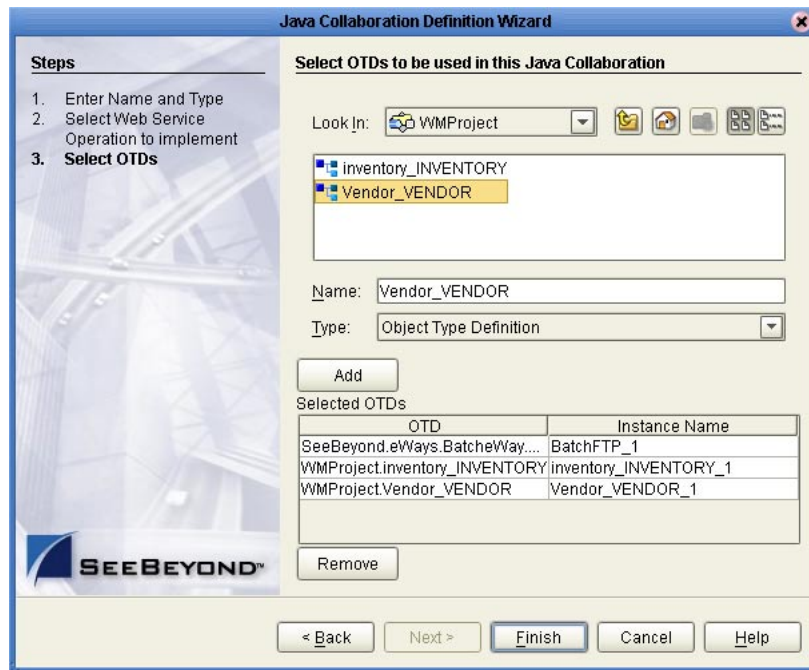 Java Collaboration Definition Wizard
Steps
1. Enter Name and Type
2. Select Web Service
Operation to implement
3. Select OTDs
SEEBEYOND™
Select OTDs to be used in this Java Collaboration
Look In: WMProject
inventory_INVENTORY
Vendor_VENDOR
Name: Vendor_VENDOR
Type: Object Type Definition
Add
Selected OTDs
OTD Instance Name
SeeBeyond.eWays.BatcheWay.... BatchFTP_1
WMProject.inventory_INVENTORY inventory_INVENTORY_1
WMProject.Vendor_VENDOR Vendor_VENDOR_1
Remove
< Back Next > Finish Cancel Help